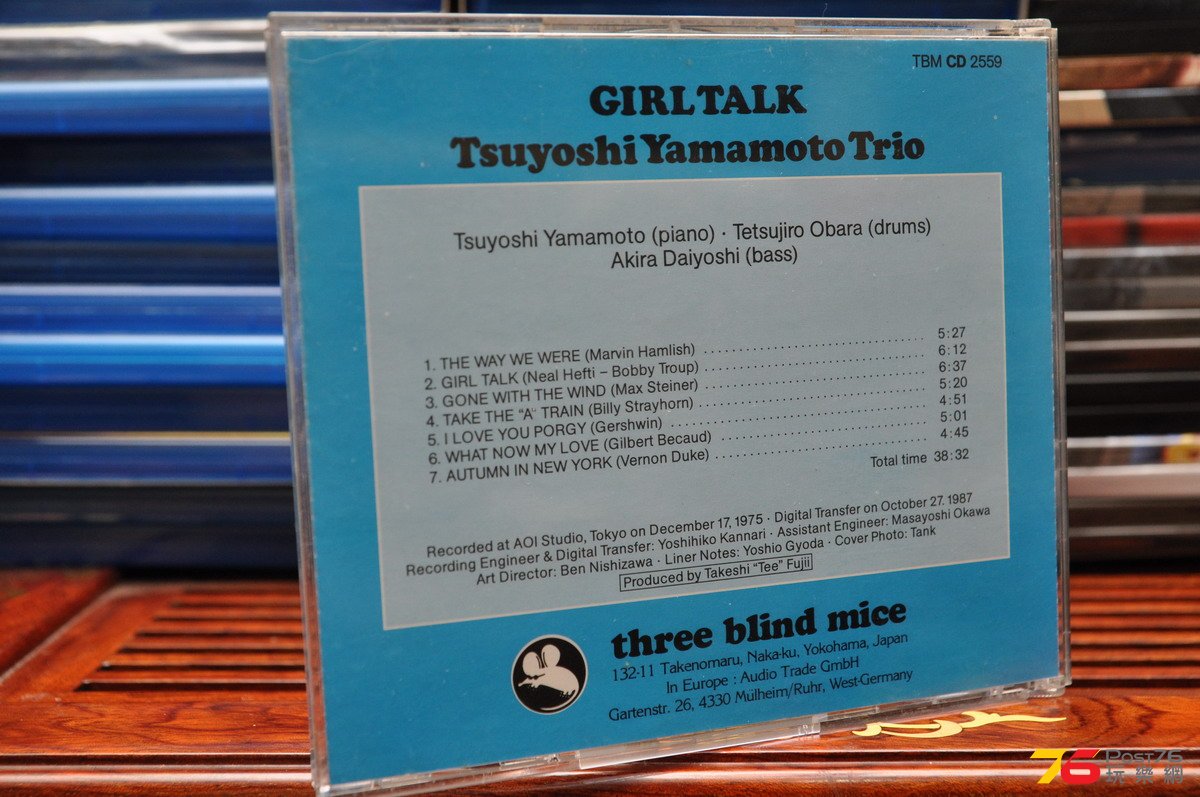 TBM CD 2559
GIRL TALK
Tsuyoshi Yamamoto Trio
Tsuyoshi Yamamoto (piano) · Tetsujiro Obara (drums)
Akira Daiyoshi (bass)
1. THE WAY WE WERE (Marvin Hamlish) 5:27
2. GIRL TALK (Neal Hefti – Bobby Troup) 6:12
3. GONE WITH THE WIND (Max Steiner) 6:37
4. TAKE THE "A" TRAIN (Billy Strayhorn) 5:20
5. I LOVE YOU PORGY (Gershwin) 4:51
6. WHAT NOW MY LOVE (Gilbert Becaud) 5:01
7. AUTUMN IN NEW YORK (Vernon Duke) 4:45
Total time 38:32
Recorded at AOI Studio, Tokyo on December 17, 1975 · Digital Transfer on October 27. 1987
Recording Engineer & Digital Transfer: Yoshihiko Kannari · Assistant Engineer: Masayoshi Okawa
Art Director: Ben Nishizawa · Liner Notes: Yoshio Gyoda · Cover Photo: Tank
Produced by Takeshi "Tee" Fujii
three blind mice
132-11 Takenomaru, Naka-ku, Yokohama, Japan
In Europe : Audio Trade GmbH
Gartenstr. 26, 4330 Mülheim/Ruhr, West-Germany
76 Post76
玩樂網